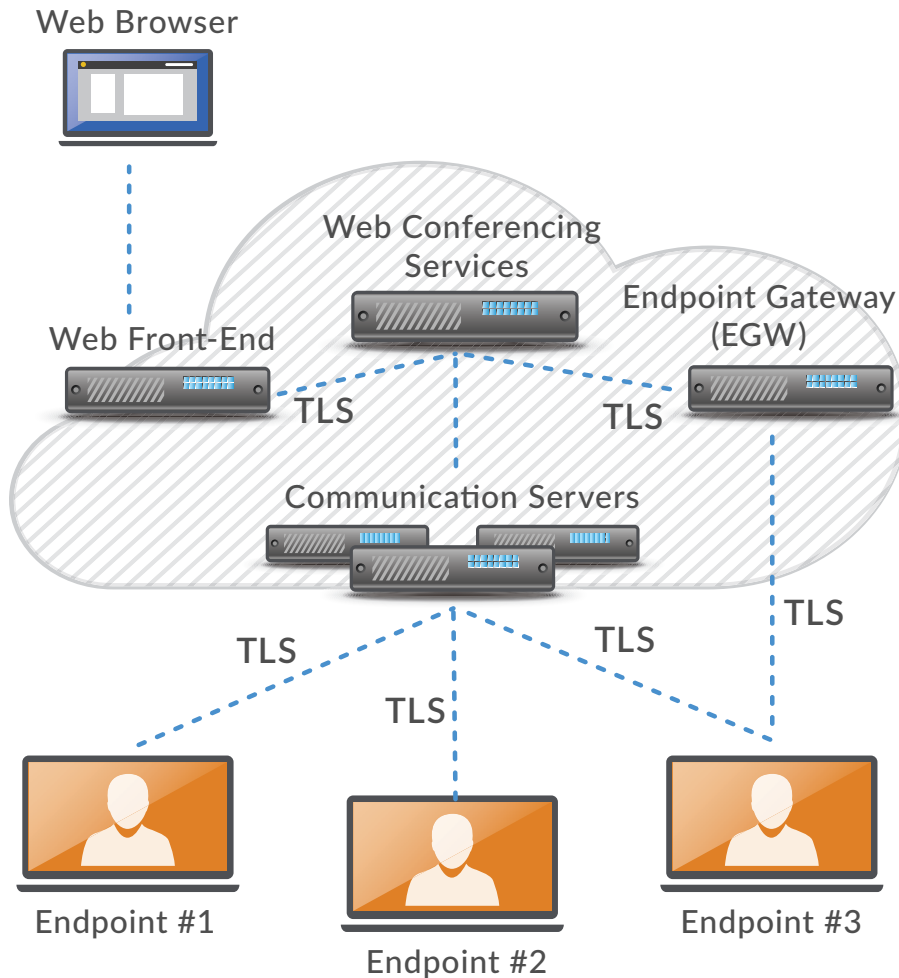 Web Browser
Web Conferencing
Services
Endpoint Gateway
(EGW)
Web Front-End
TLS
TLS
Communication Servers
TLS
TLS
TLS
TLS
Endpoint #1
Endpoint #2
Endpoint #3